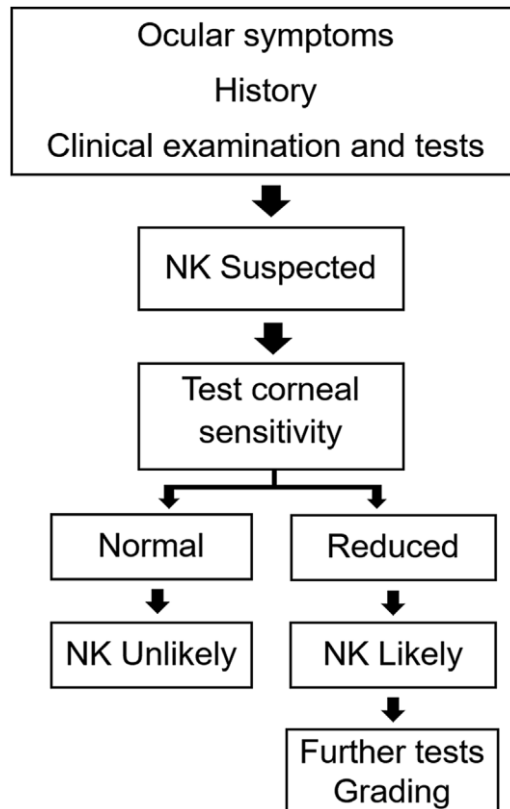 Ocular symptoms
History
Clinical examination and tests
NK Suspected
Test corneal
sensitivity
Normal
Reduced
NK Unlikely
NK Likely
Further tests
Grading